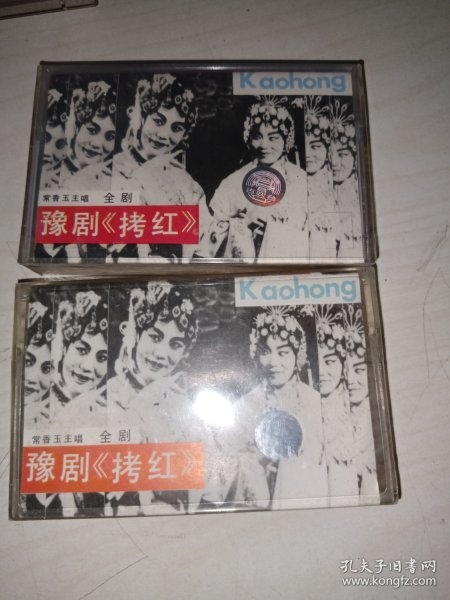 Kaohong
常香玉主唱 全剧
豫剧《拷红》
Kaohong
常香玉主唱 全剧
豫剧《拷红》
孔夫子旧书网
www.kongfz.com